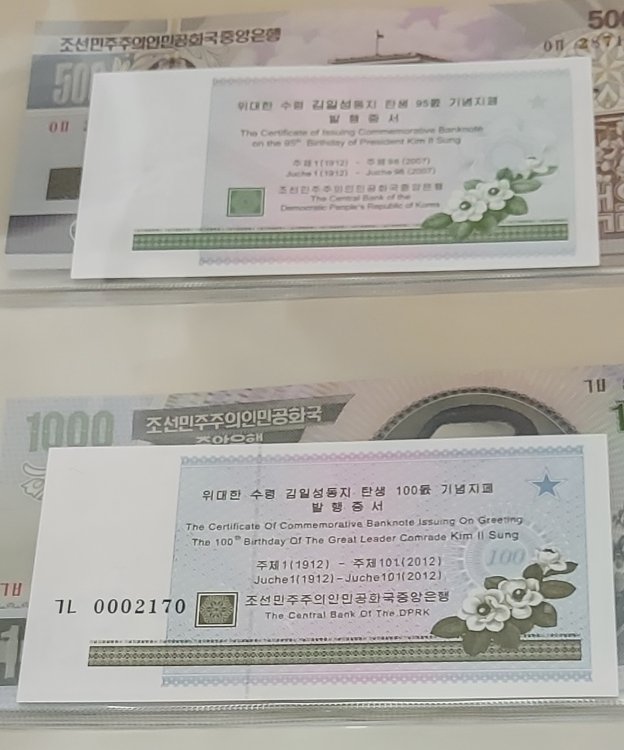 조선민주주의인민공화국중앙은행
500
위대한 수령 김일성동지 탄생 95돐 기념지폐
발 행 증 서
The Certificate of Issuing Commemorative Banknote
on the 95th Birthday of President Kim Il Sung
주체1(1912) - 주체96(2007)
Juche1(1912) - Juche96(2007)
조선민주주의인민공화국중앙은행
The Central Bank of the
Democratic People's Republic of Korea
ㄱㅂ
1000
조선민주주의인민공화국
중앙은행
위대한 수령 김일성동지 탄생 100돐 기념지폐
발 행 증 서
The Certificate Of Commemorative Banknote Issuing On Greeting
The 100th Birthday Of The Great Leader Comrade Kim Il Sung
100
주체1(1912) - 주체101(2012)
Juche1(1912)-Juche101(2012)
ㄱㄴ 0002170
조선민주주의인민공화국중앙은행
The Central Bank Of The DPRK